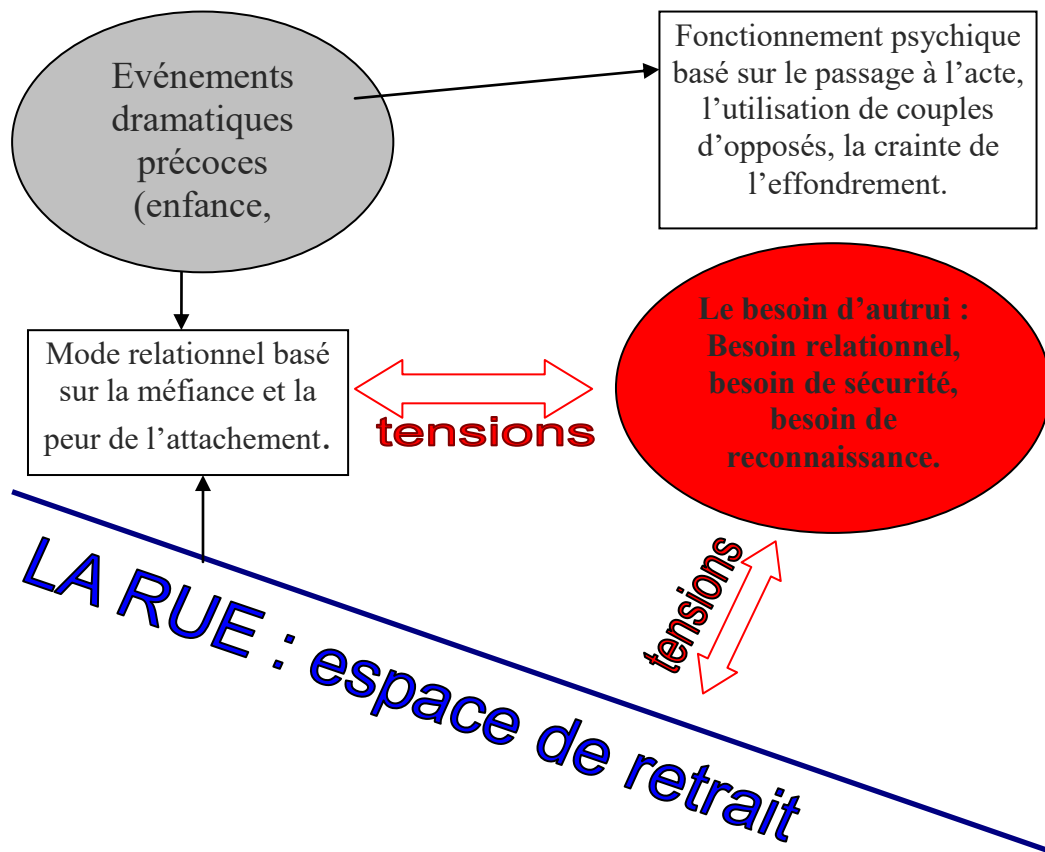 Evénements
dramatiques
précoces
(enfance,
Fonctionnement psychique
basé sur le passage à l’acte,
l’utilisation de couples
d’opposés, la crainte de
l’effondrement.
Mode relationnel basé
sur la méfiance et la
peur de l’attachement.
tensions
Le besoin d’autrui :
Besoin relationnel,
besoin de sécurité,
besoin de
reconnaissance.
tensions
LA RUE : espace de retrait